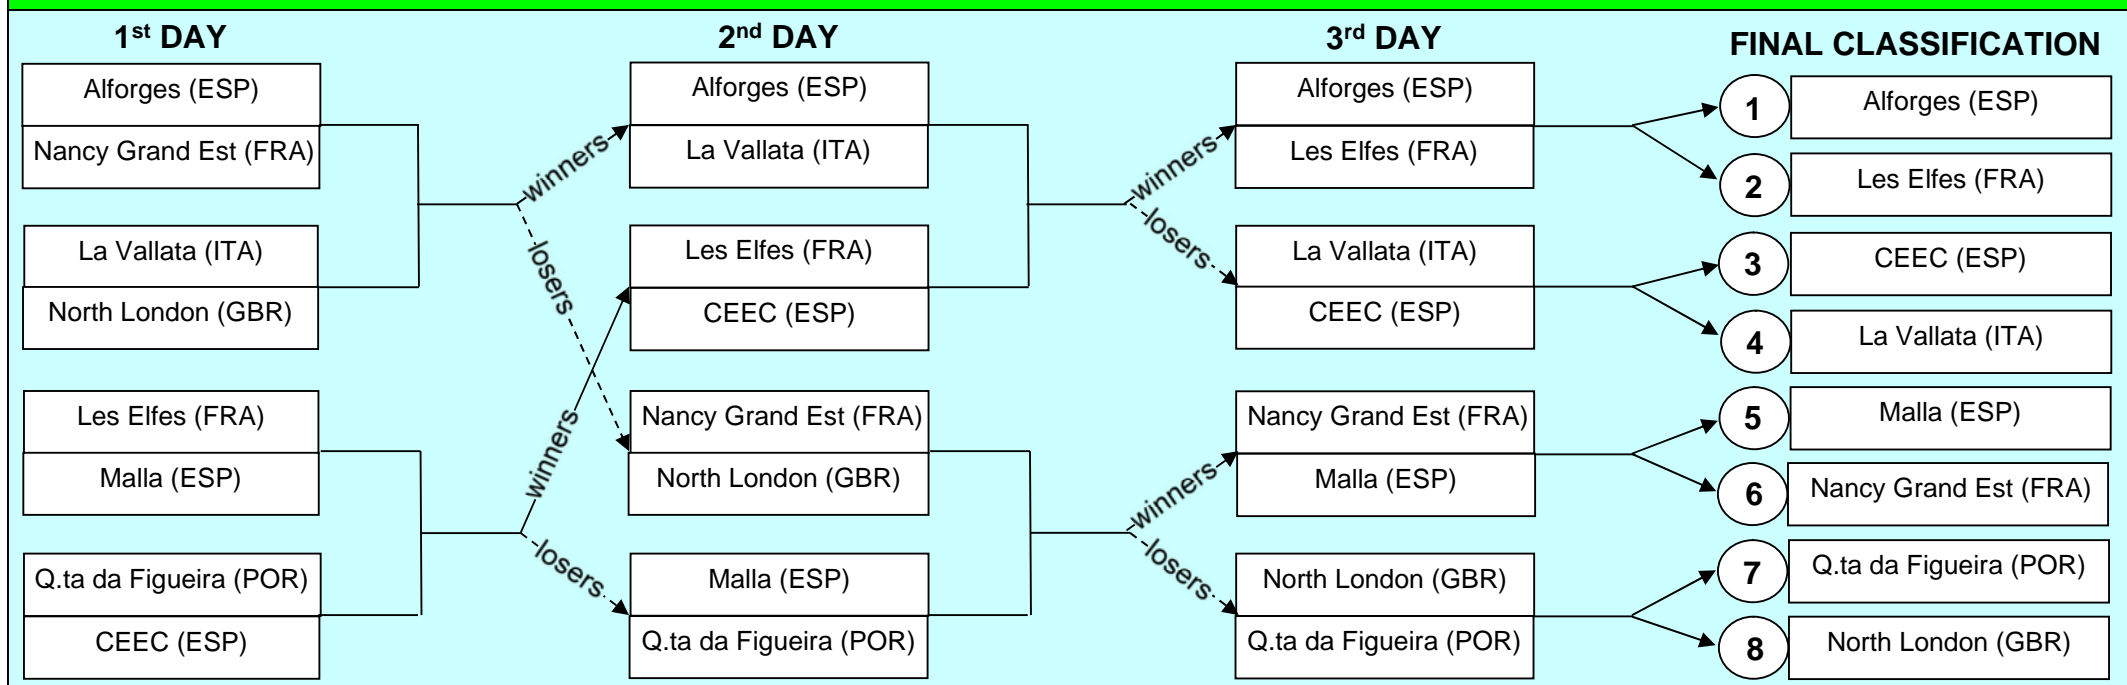 1st DAY
Alforges (ESP)
Nancy Grand Est (FRA)
La Vallata (ITA)
North London (GBR)
Les Elfes (FRA)
Malla (ESP)
Q.ta da Figueira (POR)
CEEC (ESP)
winners
losers
winners
losers
2nd DAY
Alforges (ESP)
La Vallata (ITA)
Les Elfes (FRA)
CEEC (ESP)
Nancy Grand Est (FRA)
North London (GBR)
Malla (ESP)
Q.ta da Figueira (POR)
winners
losers
winners
losers
3rd DAY
Alforges (ESP)
Les Elfes (FRA)
La Vallata (ITA)
CEEC (ESP)
Nancy Grand Est (FRA)
Malla (ESP)
North London (GBR)
Q.ta da Figueira (POR)
FINAL CLASSIFICATION
1 Alforges (ESP)
2 Les Elfes (FRA)
3 CEEC (ESP)
4 La Vallata (ITA)
5 Malla (ESP)
6 Nancy Grand Est (FRA)
7 Q.ta da Figueira (POR)
8 North London (GBR)